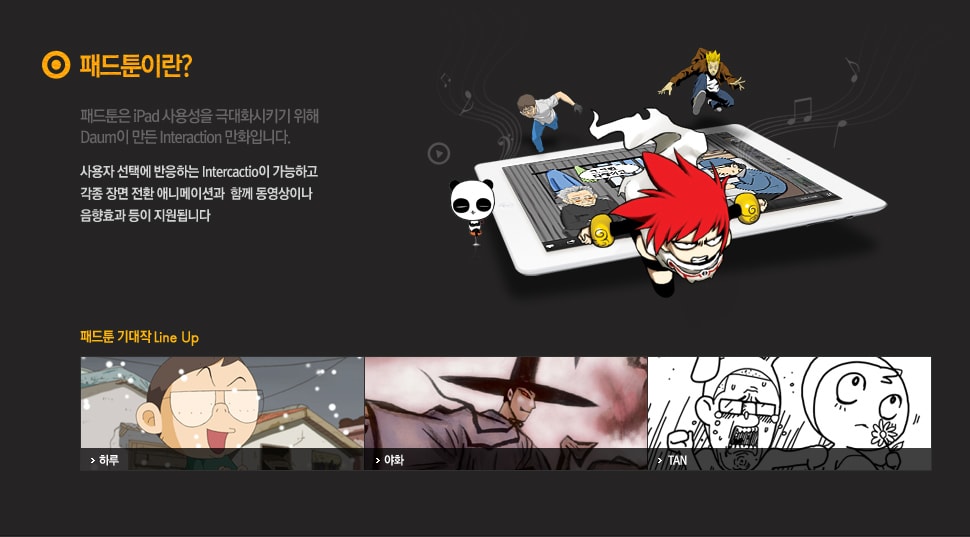 패드툰이란?
패드툰은 iPad 사용성을 극대화시키기 위해
Daum이 만든 Interaction 만화입니다.
사용자 선택에 반응하는 Intercactio이 가능하고
각종 장면 전환 애니메이션과 함께 동영상이나
음향효과 등이 지원됩니다
패드툰 기대작 Line Up
› 하루
› 야화
› TAN